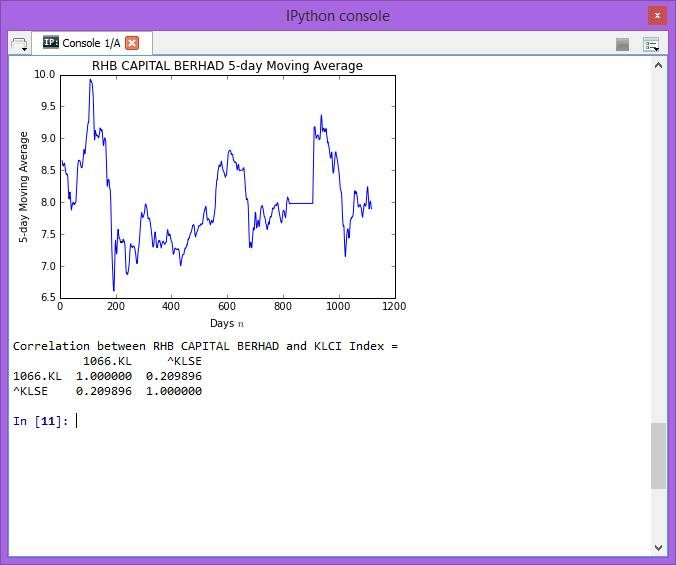 IPython console
IP: Console 1/A
RHB CAPITAL BERHAD 5-day Moving Average
10.0
9.5
9.0
8.5
8.0
7.5
7.0
6.5
5-day Moving Average
0 200 400 600 800 1000 1200
Days n
Correlation between RHB CAPITAL BERHAD and KLCI Index =
1066.KL ^KLSE
1066.KL 1.000000 0.209896
^KLSE 0.209896 1.000000
In [11]: